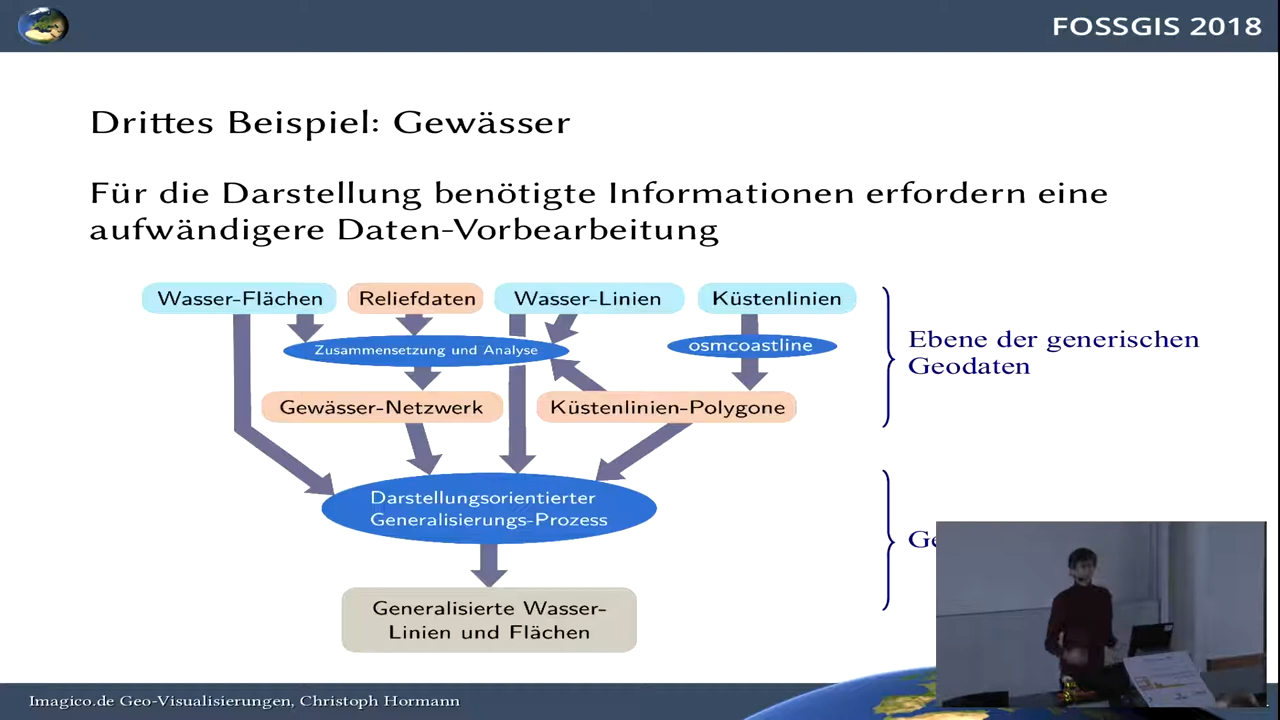 FOSSGIS 2018
Drittes Beispiel: Gewässer
Für die Darstellung benötigte Informationen erfordern eine
aufwändigere Daten-Vorbearbeitung
Wasser-Flächen
Reliefdaten
Wasser-Linien
Küstenlinien
Zusammensetzung und Analyse
osmcoastline
Ebene der generischen
Geodaten
Gewässer-Netzwerk
Küstenlinien-Polygone
Darstellungsorientierter
Generalisierungs-Prozess
Generalisierte Wasser-
Linien und Flächen
Imagico.de Geo-Visualisierungen, Christoph Hormann